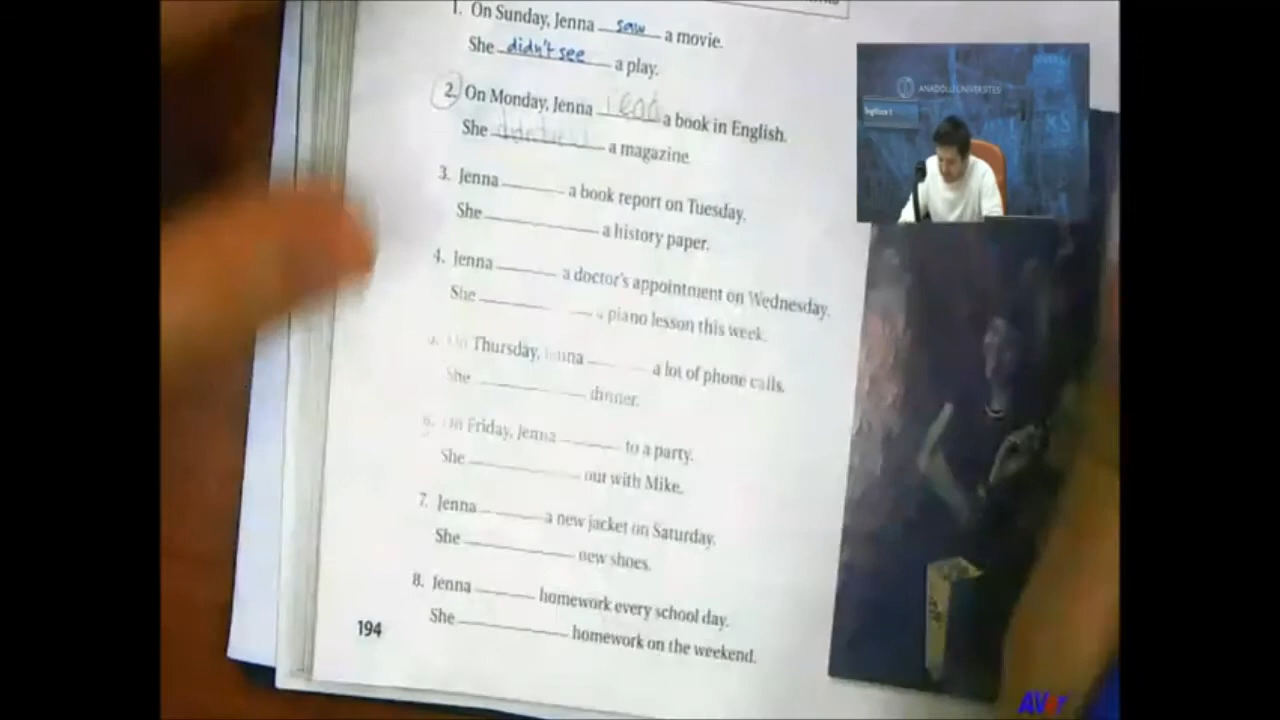 1. On Sunday, Jenna saw a movie.
She didn't see a play.
2. On Monday, Jenna read a book in English.
She a magazine.
3. Jenna a book report on Tuesday.
She a history paper.
4. Jenna a doctor's appointment on Wednesday.
She a piano lesson this week.
5. On Thursday, Jenna a lot of phone calls.
She dinner.
6. On Friday, Jenna to a party.
She out with Mike.
7. Jenna a new jacket on Saturday.
She new shoes.
8. Jenna homework every school day.
She homework on the weekend.
194
ANADOLU ÜNİVERSİTESİ
İngilizce I
AVer